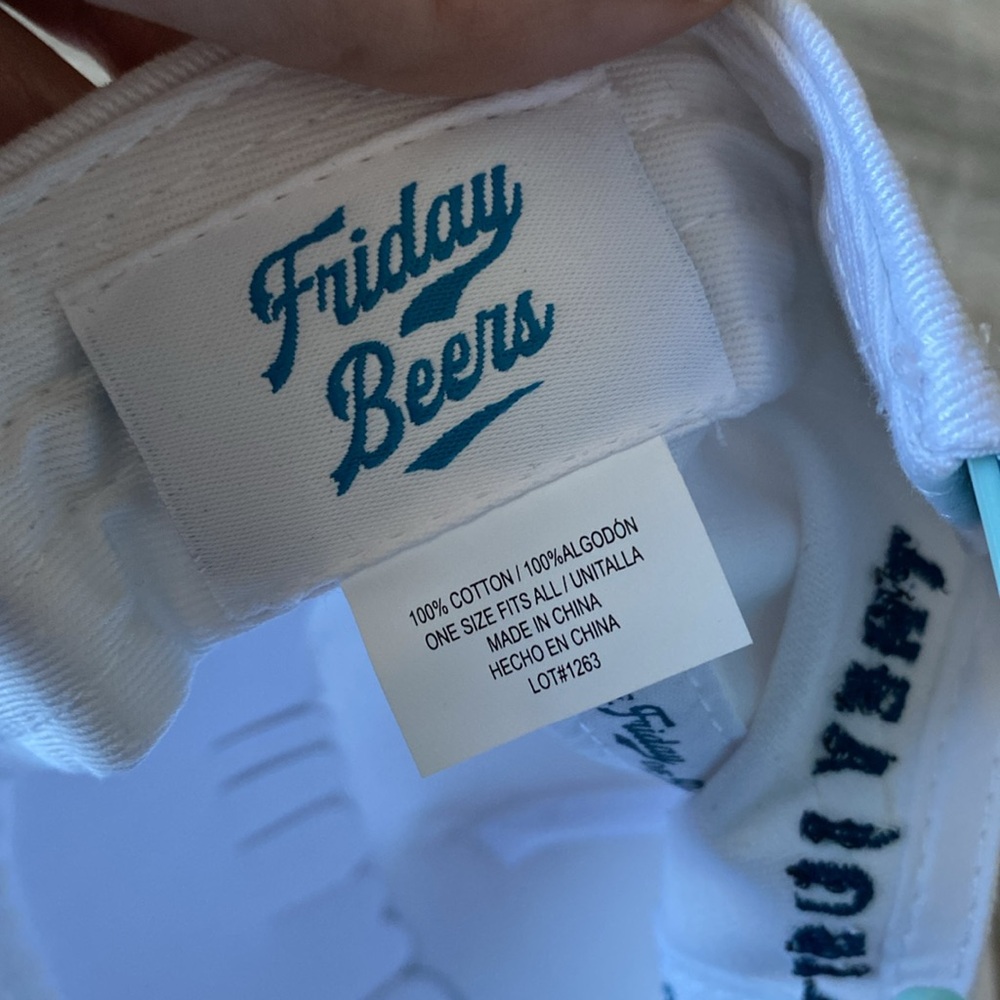 Friday
Beers
100% COTTON / 100%ALGODÓN
ONE SIZE FITS ALL / UNITALLA
MADE IN CHINA
HECHO EN CHINA
LOT#1263
Friday